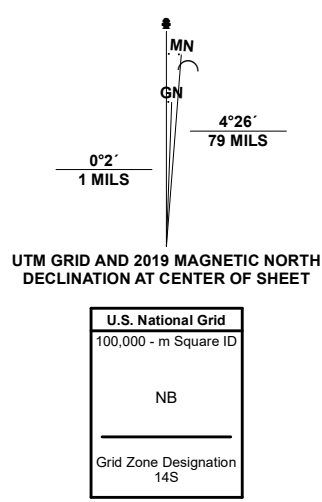 MN
GN
4°26´
79 MILS
0°2´
1 MILS
UTM GRID AND 2019 MAGNETIC NORTH
DECLINATION AT CENTER OF SHEET
U.S. National Grid
100,000 - m Square ID
NB
Grid Zone Designation
14S